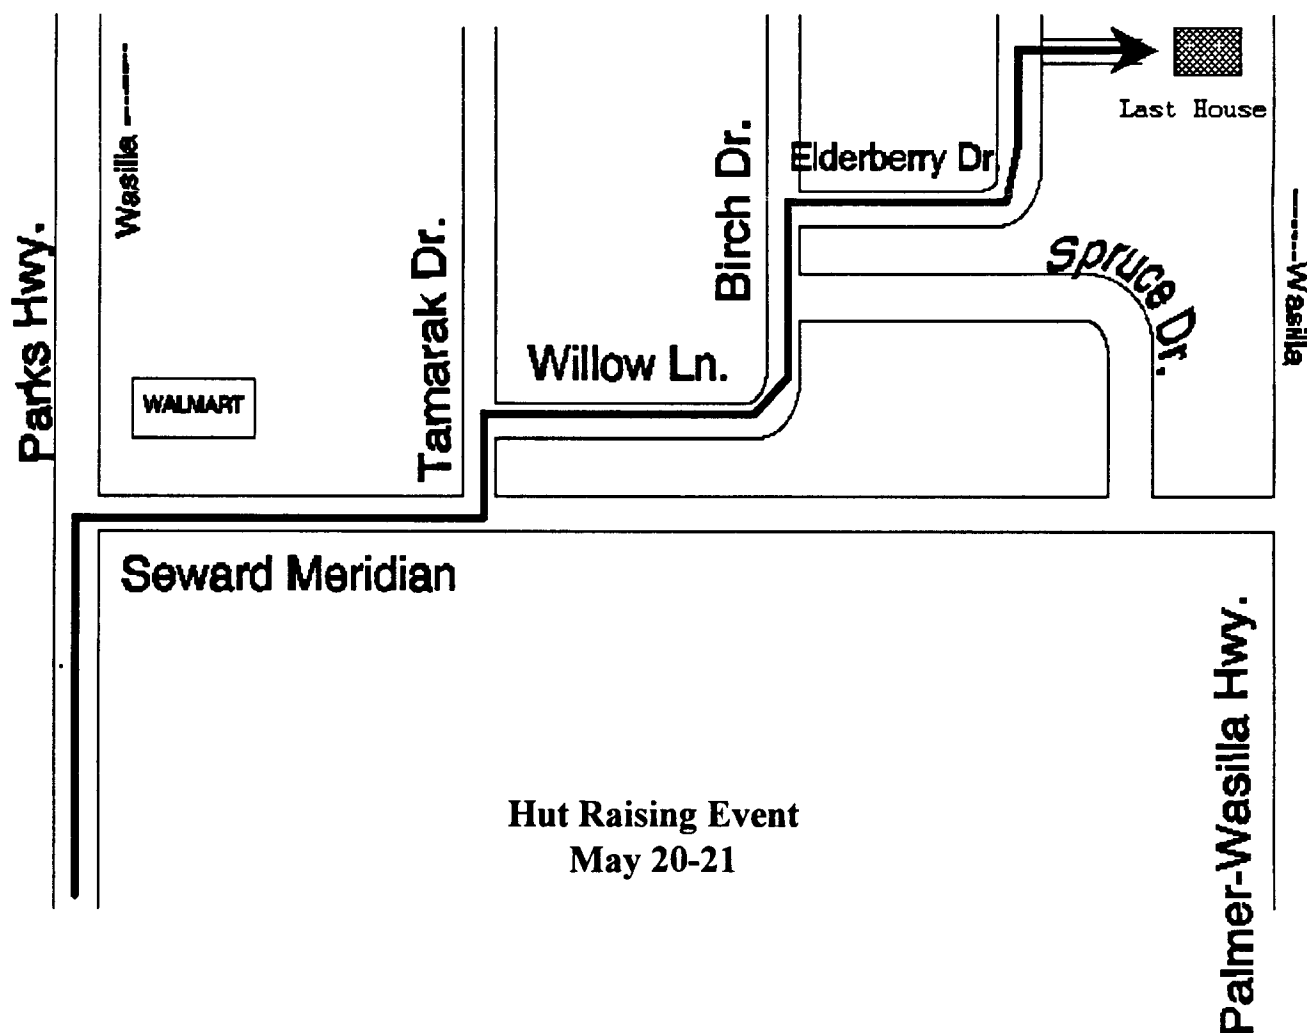 Wasilla -------
Last House
Elderberry Dr.
Birch Dr.
Tamarak Dr.
Spruce Dr.
------Wasilla
Parks Hwy.
Willow Ln.
WALMART
Seward Meridian
Palmer-Wasilla Hwy.
Hut Raising Event
May 20-21